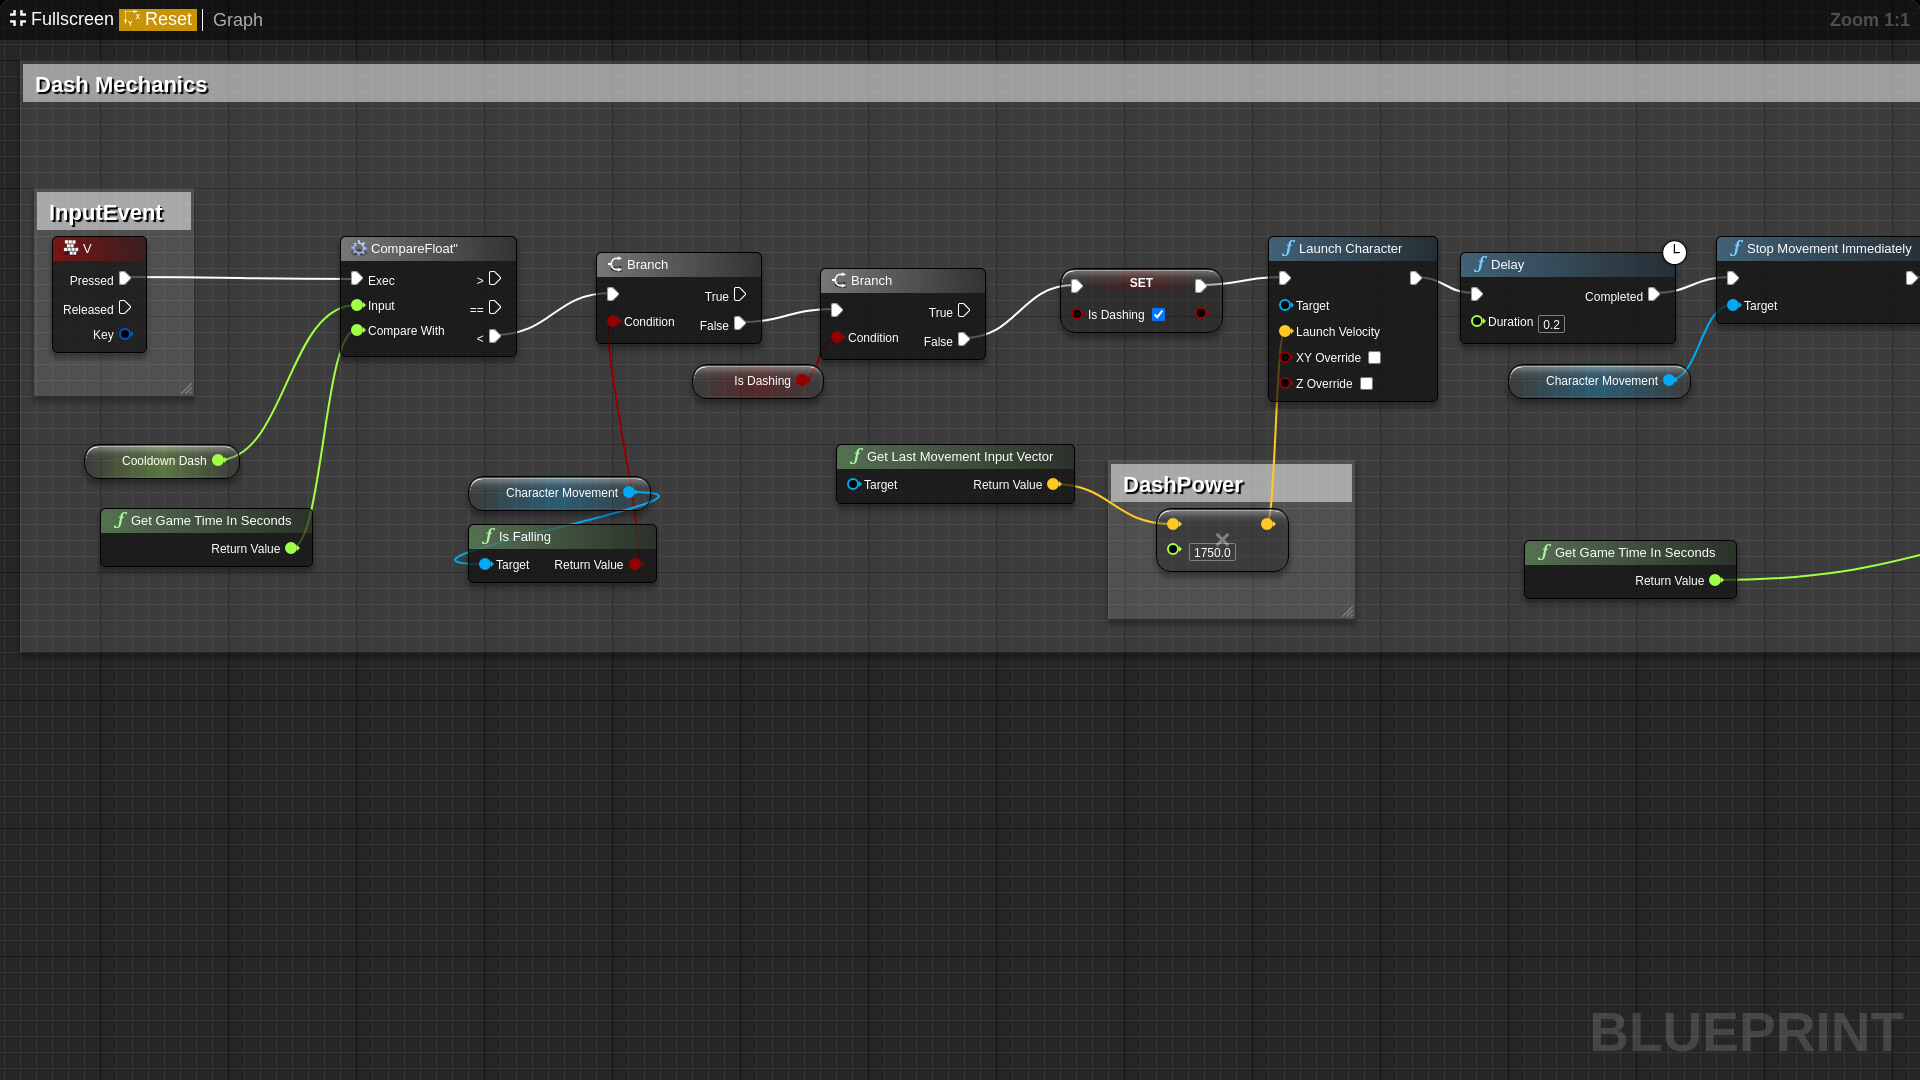 Fullscreen Reset Graph Zoom 1:1
Dash Mechanics
InputEvent
V
Pressed
Released
Key
CompareFloat"
Exec >
Input ==
Compare With <
Branch
True
Condition False
Branch
True
Condition False
Is Dashing
SET
Is Dashing
Launch Character
Target
Launch Velocity
XY Override
Z Override
Delay
Completed
Duration 0.2
Stop Movement Immediately
Target
Character Movement
Cooldown Dash
Get Game Time In Seconds
Return Value
Character Movement
Is Falling
Target Return Value
Get Last Movement Input Vector
Target Return Value
DashPower
1750.0
Get Game Time In Seconds
Return Value
BLUEPRINT